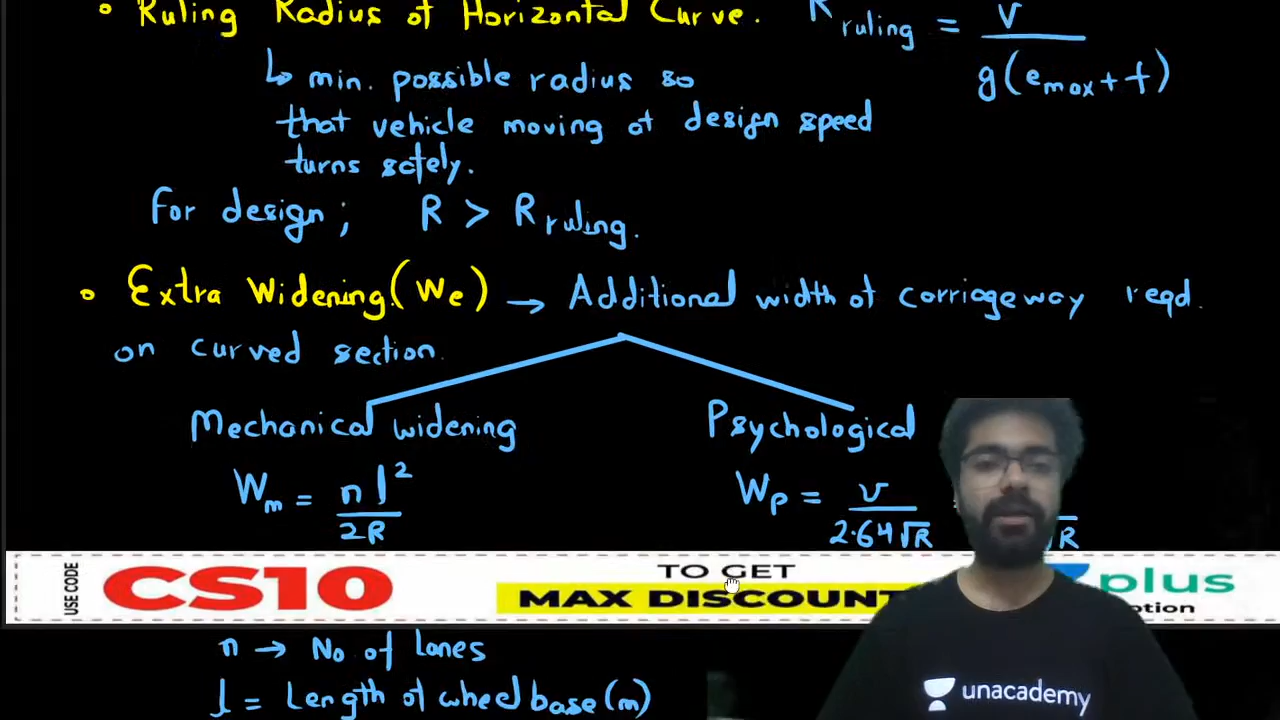 • Ruling Radius of Horizontal Curve. R ruling = v / g(emax + f)
↳ min. possible radius so
that vehicle moving at design speed
turns safely.
For design; R > Rruling.
• Extra Widening.(We) → Additional width of carriageway reqd.
on curved section.
Mechanical widening Psychological
Wm = nl² / 2R Wp = v / 2.64√R √R
USE CODE CS10 TO GET MAX DISCOUNT plus
n → No of lanes
l = Length of wheel base(m)
unacademy